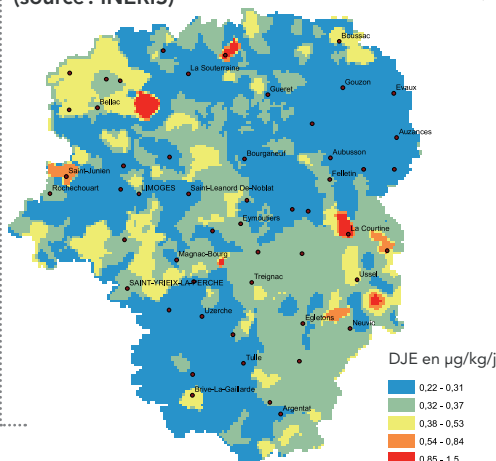 (source : INERIS)
Boussac
La Souterraine
Gueret
Gouzon
Evaux
Bellac
Auzances
Bourganeuf
Aubusson
Saint-Junien
Felletin
Rochechouart
LIMOGES
Saint-Leanord De-Noblat
Eymoutiers
La Courtine
Magnac-Bourg
Treignac
Ussel
SAINT-YRIEIX-LA-PERCHE
Uzerche
Egletons
Neuvic
Tulle
Brive-La-Gaillarde
Argentat
DJE en µg/kg/j
0,22 - 0,31
0,32 - 0,37
0,38 - 0,53
0,54 - 0,84
0,85 - 1,5